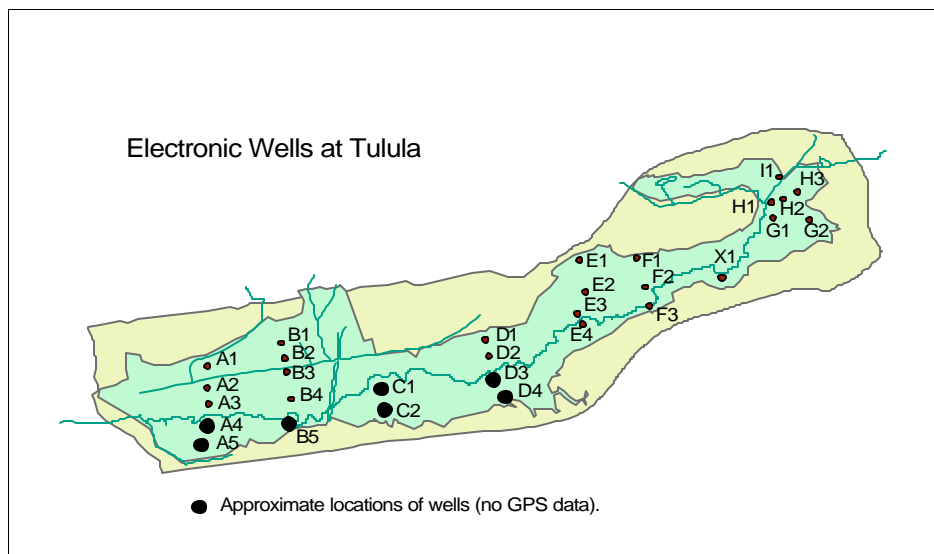 Electronic Wells at Tulula
I1
H3
H1
H2
G1
G2
X1
E1
F1
E2
F2
E3
F3
E4
B1
D1
A1
B2
D2
B3
A2
D3
C1
A3
B4
D4
C2
A4
B5
A5
Approximate locations of wells (no GPS data).